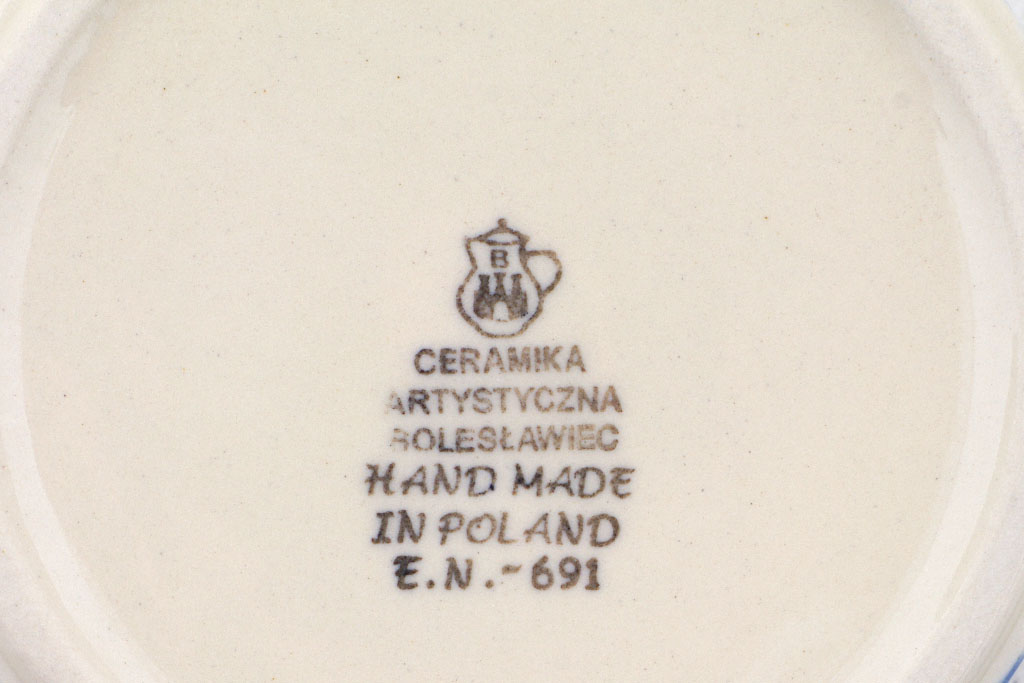 B
CERAMIKA
ARTYSTYCZNA
BOLESŁAWIEC
HAND MADE
IN POLAND
E.N.-691